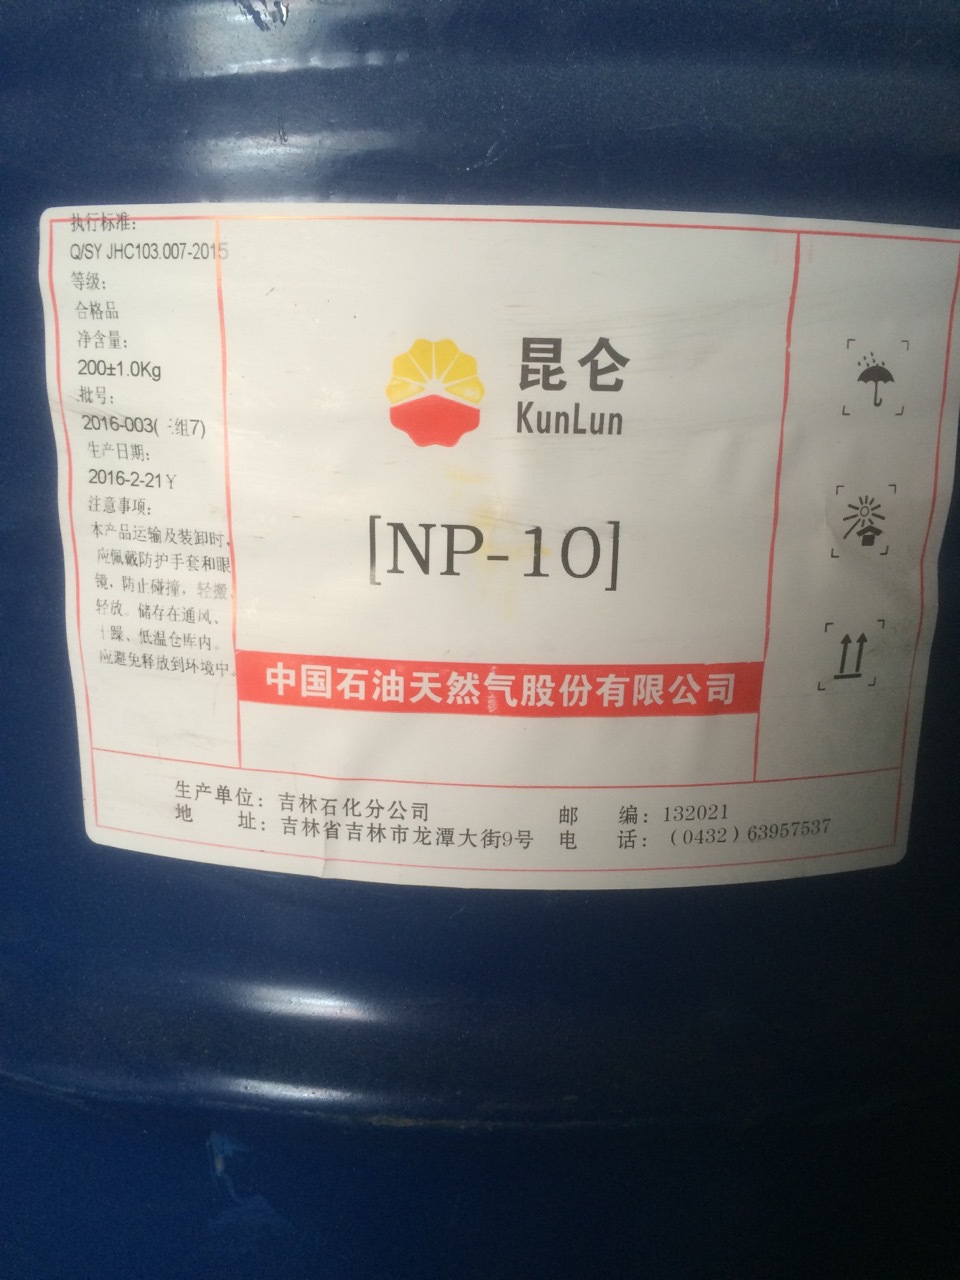 执行标准:
Q/SY JHC103.007-2015
等级:
合格品
净含量:
200±1.0Kg
批号:
2016-003(三组7)
生产日期:
2016-2-21Y
注意事项:
本产品运输及装卸时,
应佩戴防护手套和眼
镜, 防止碰撞, 轻搬、
轻放。储存在通风、
干燥、低温仓库内。
应避免释放到环境中。
昆仑
KunLun
[NP-10]
中国石油天然气股份有限公司
生产单位: 吉林石化分公司 邮 编: 132021
地 址: 吉林省吉林市龙潭大街9号 电 话: (0432) 63957537